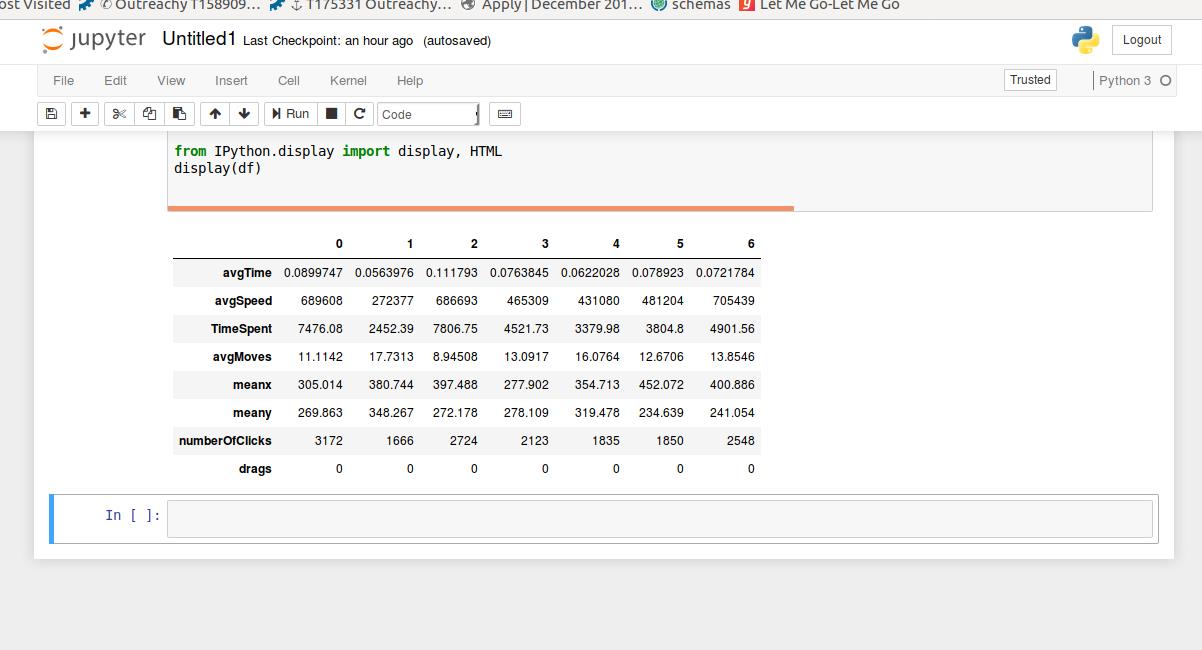 ost Visited Outreachy T158909... T175331 Outreachy... Apply | December 201... schemas Let Me Go-Let Me Go
jupyter Untitled1 Last Checkpoint: an hour ago (autosaved) Logout
File Edit View Insert Cell Kernel Help Trusted Python 3
Run Code
from IPython.display import display, HTML
display(df)
0 1 2 3 4 5 6
avgTime 0.0899747 0.0563976 0.111793 0.0763845 0.0622028 0.078923 0.0721784
avgSpeed 689608 272377 686693 465309 431080 481204 705439
TimeSpent 7476.08 2452.39 7806.75 4521.73 3379.98 3804.8 4901.56
avgMoves 11.1142 17.7313 8.94508 13.0917 16.0764 12.6706 13.8546
meanx 305.014 380.744 397.488 277.902 354.713 452.072 400.886
meany 269.863 348.267 272.178 278.109 319.478 234.639 241.054
numberOfClicks 3172 1666 2724 2123 1835 1850 2548
drags 0 0 0 0 0 0 0
In [ ]: